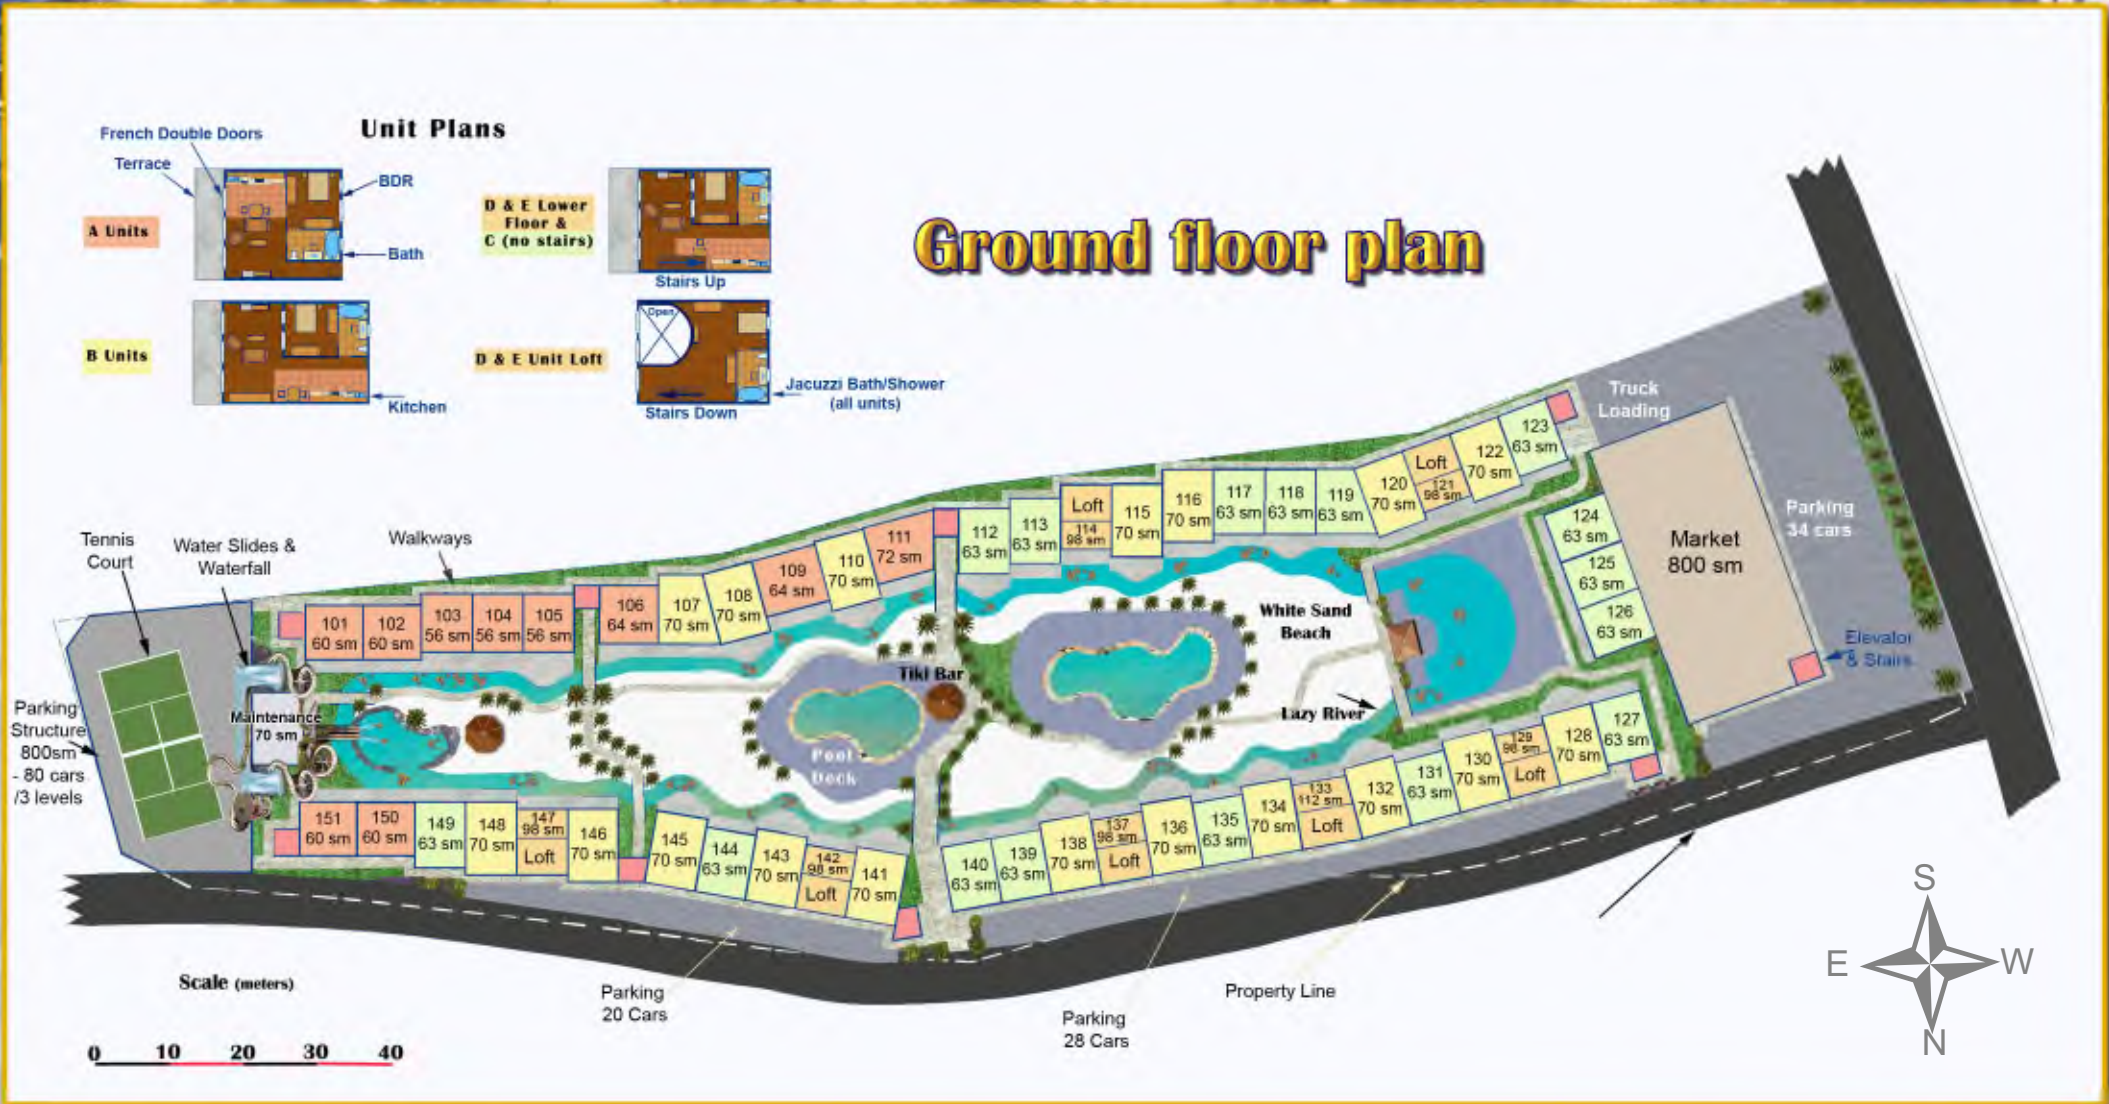 Unit Plans
French Double Doors
Terrace
BDR
A Units
Bath
D & E Lower
Floor &
C (no stairs)
Stairs Up
Ground floor plan
B Units
Kitchen
D & E Unit Loft
Open
Stairs Down
Jacuzzi Bath/Shower
(all units)
Truck
Loading
Parking
34 cars
Market
800 sm
Elevator
& Stairs
Tennis
Court
Water Slides &
Waterfall
Walkways
Parking
Structure
800sm
- 80 cars
/3 levels
Maintenance
70 sm
101
60 sm
102
60 sm
103
56 sm
104
56 sm
105
56 sm
106
64 sm
107
70 sm
108
70 sm
109
64 sm
110
70 sm
111
72 sm
112
63 sm
113
63 sm
Loft
114
98 sm
115
70 sm
116
70 sm
117
63 sm
118
63 sm
119
63 sm
120
70 sm
Loft
121
98 sm
122
70 sm
123
63 sm
124
63 sm
125
63 sm
126
63 sm
White Sand
Beach
Tiki Bar
Lazy River
Pool
Deck
127
63 sm
128
70 sm
129
98 sm
Loft
130
70 sm
131
63 sm
132
70 sm
133
112 sm
Loft
134
70 sm
135
63 sm
136
70 sm
137
98 sm
Loft
138
70 sm
139
63 sm
140
63 sm
141
70 sm
142
98 sm
Loft
143
70 sm
144
63 sm
145
70 sm
146
70 sm
147
98 sm
Loft
148
70 sm
149
63 sm
150
60 sm
151
60 sm
Scale (meters)
0 10 20 30 40
Parking
20 Cars
Parking
28 Cars
Property Line
S
E
W
N